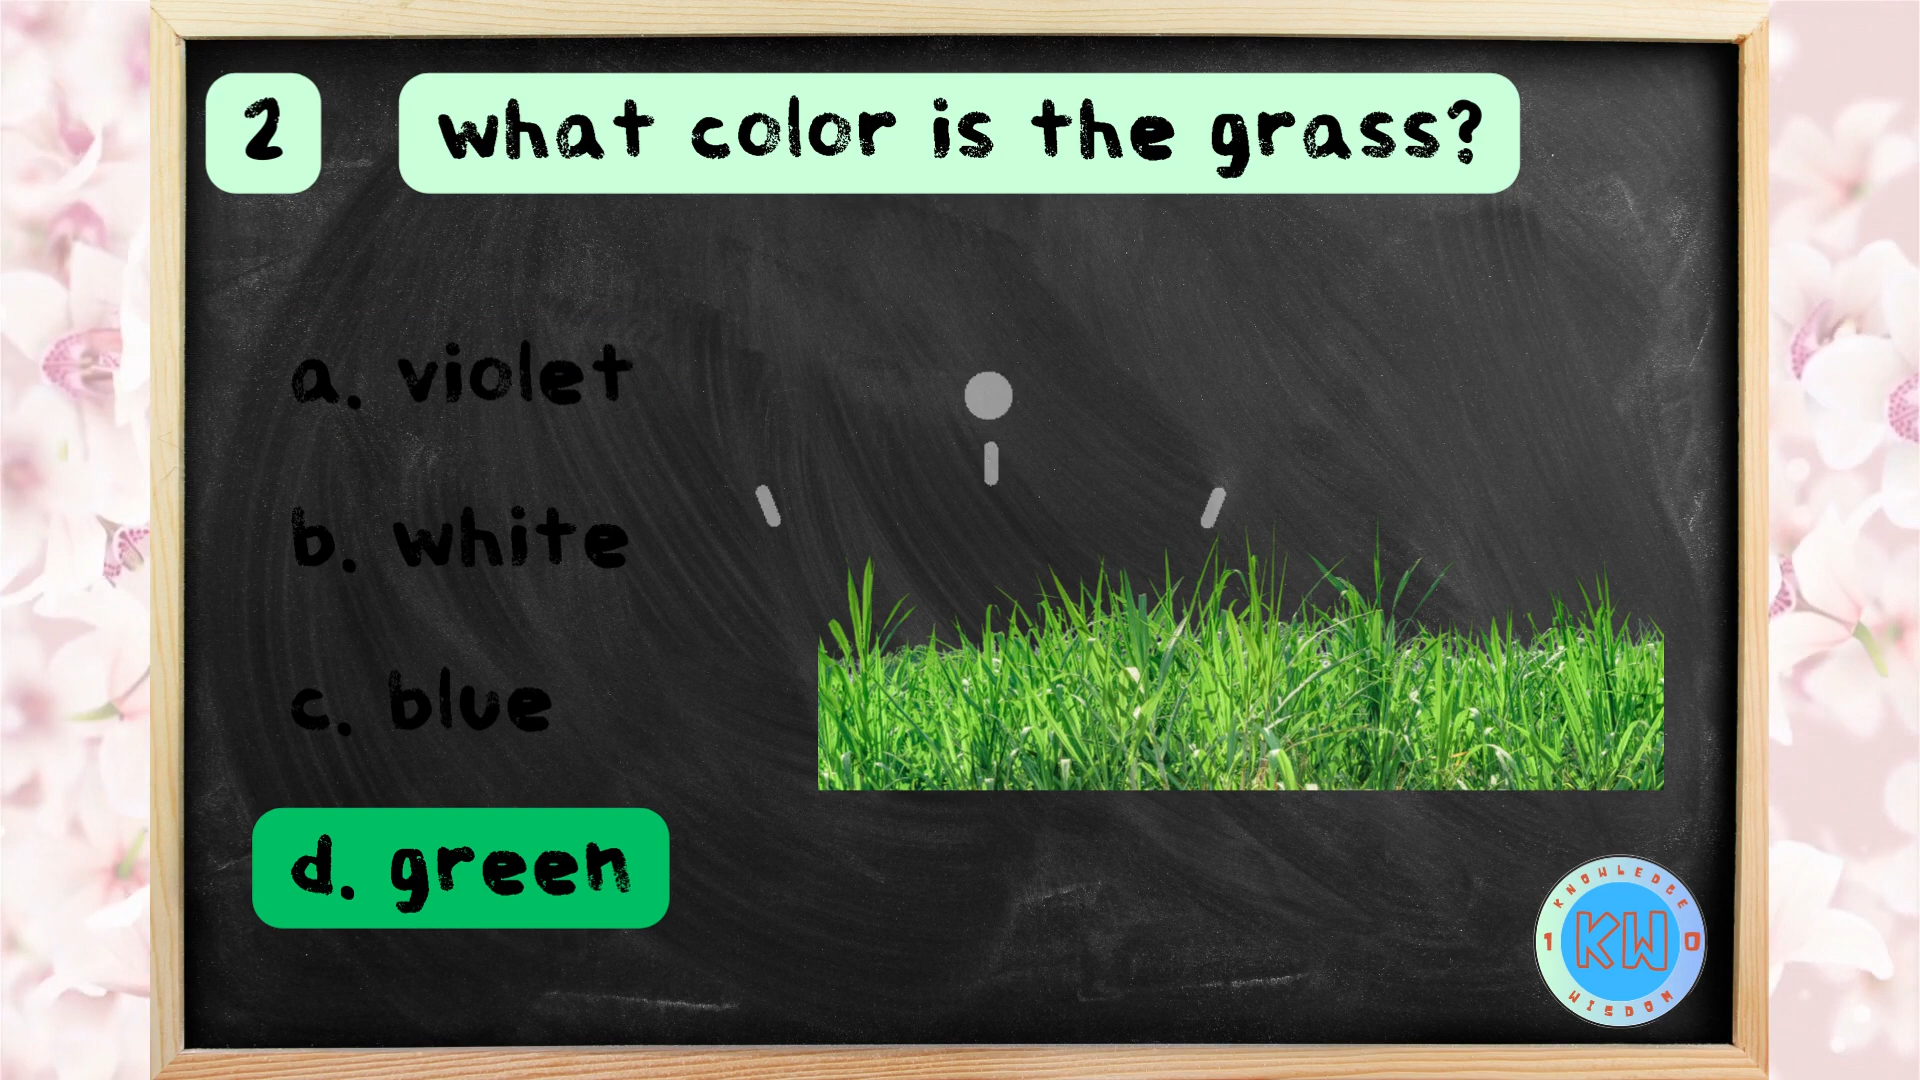 2
what color is the grass?
a. violet
b. white
c. blue
d. green
KNOWLEDGE
1 KW 0
WISDOM